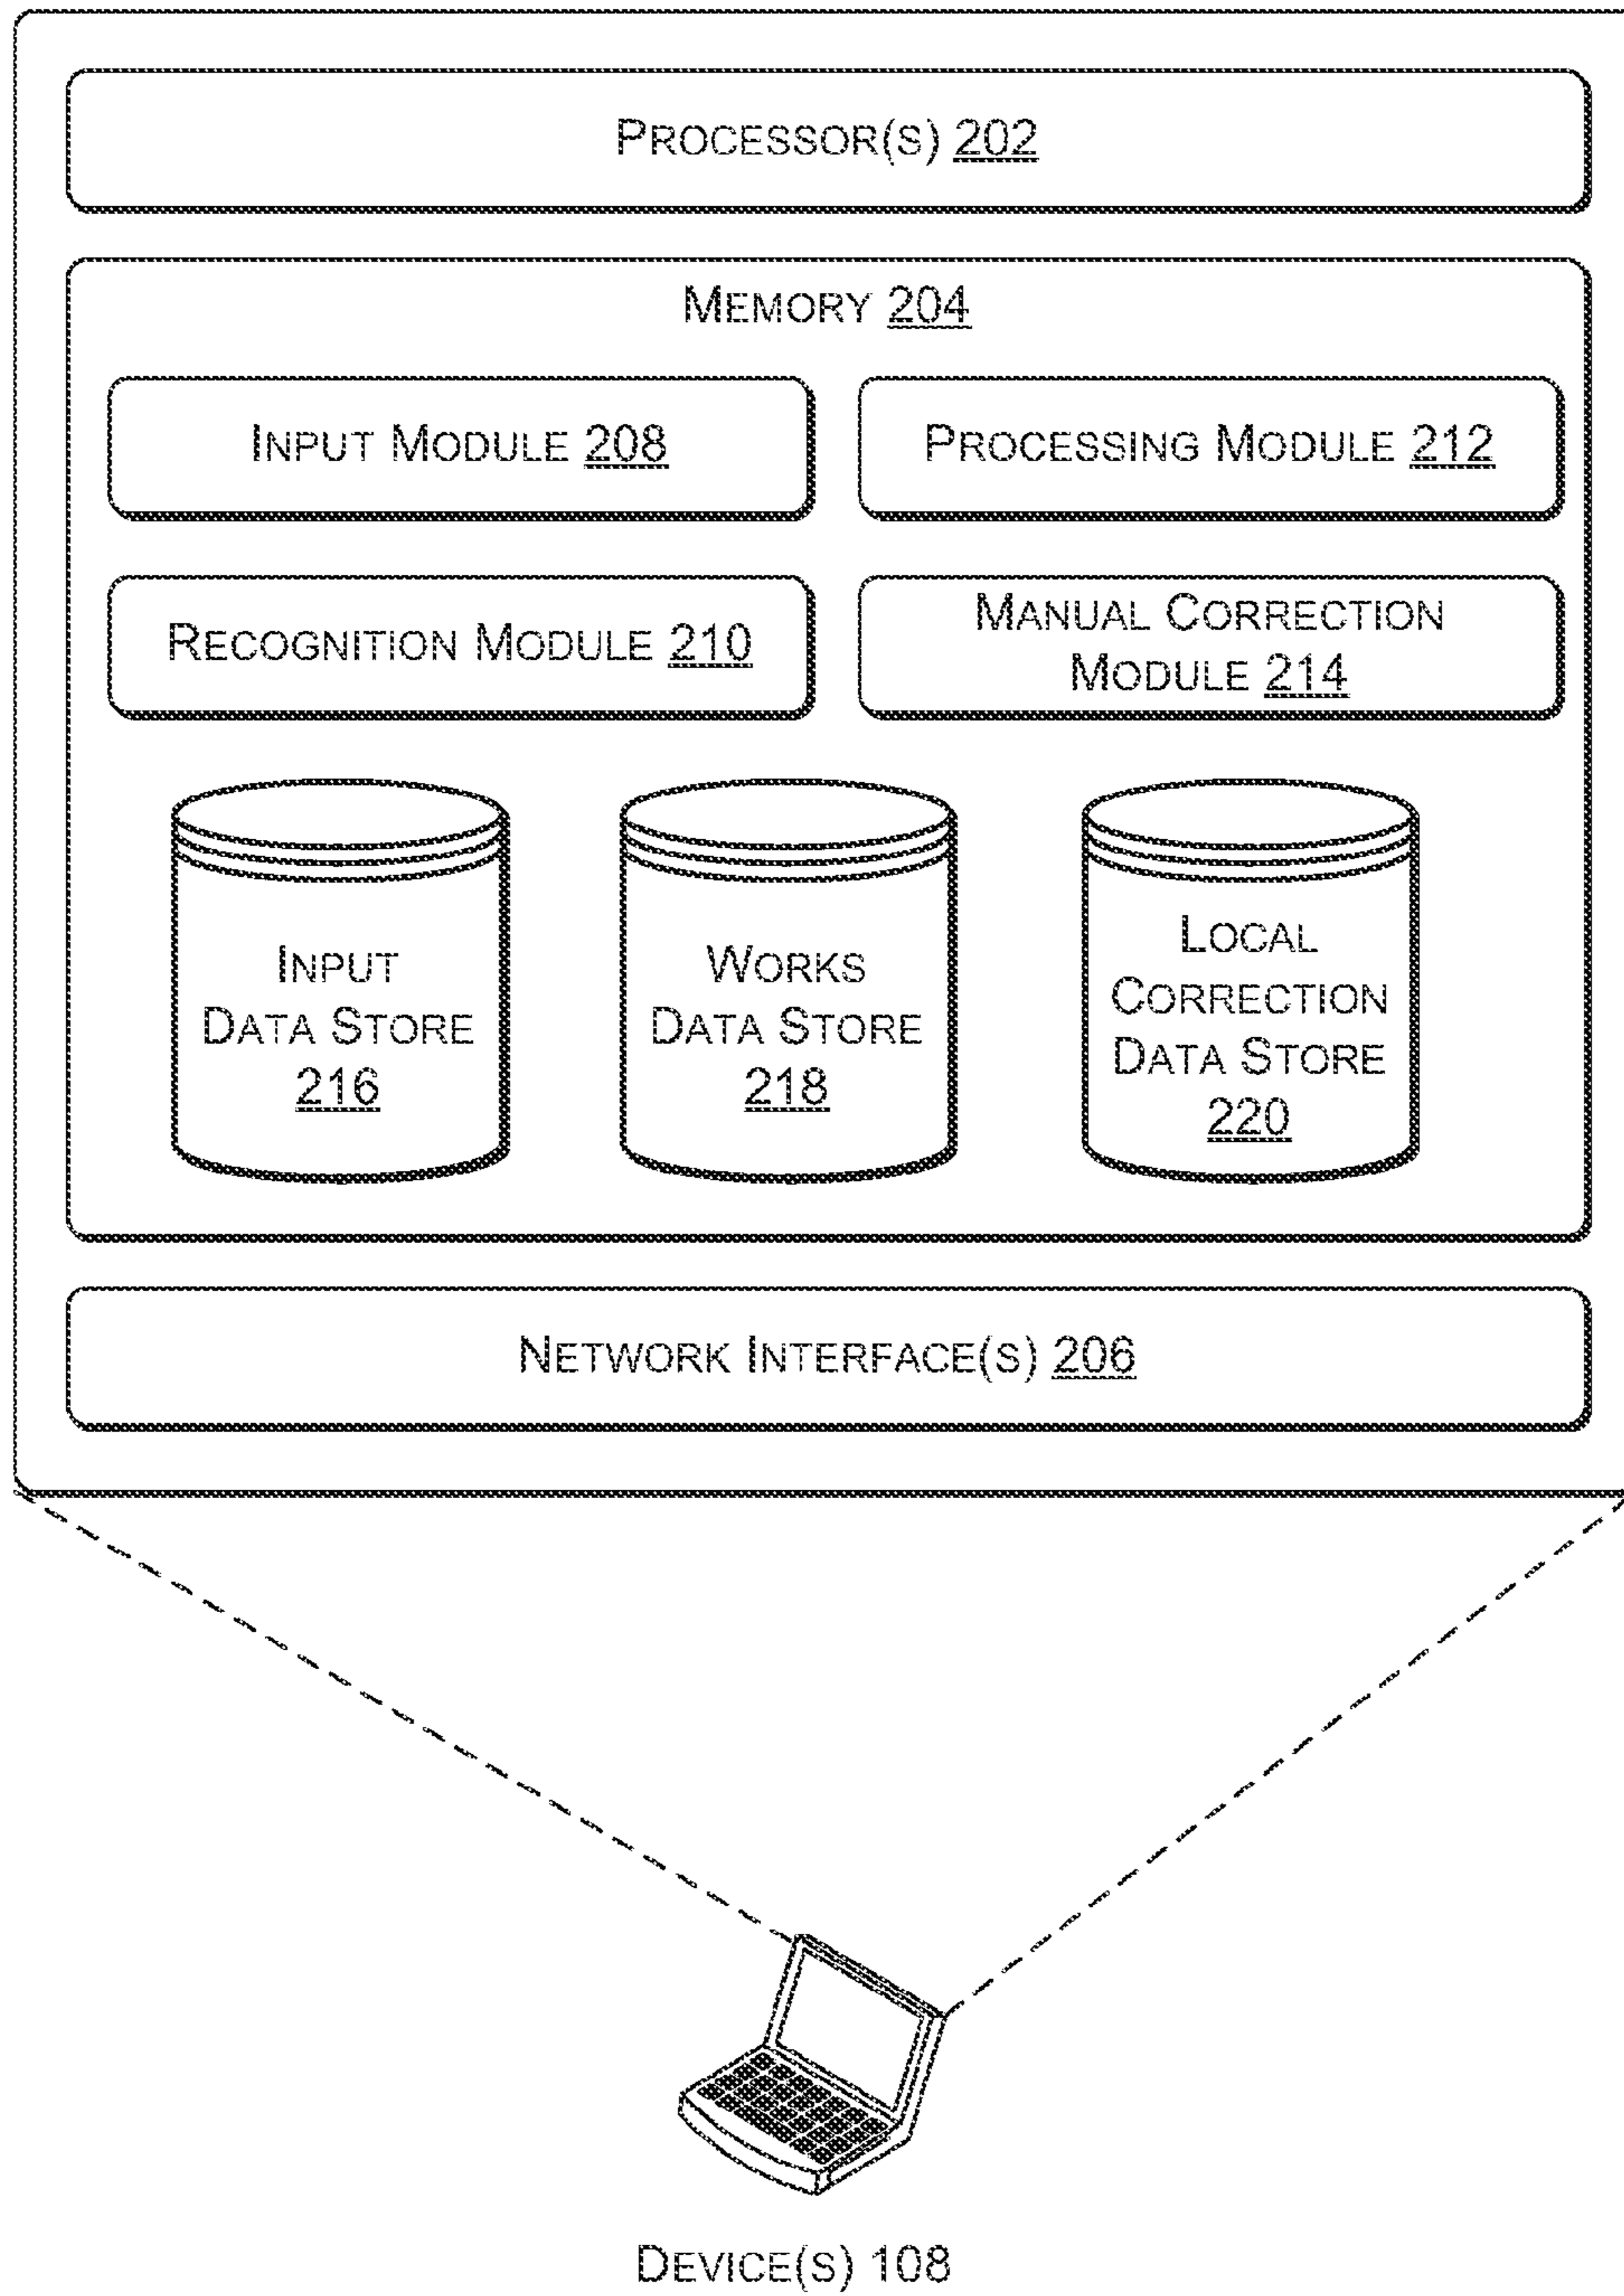 PROCESSOR(S) 202
MEMORY 204
INPUT MODULE 208
PROCESSING MODULE 212
RECOGNITION MODULE 210
MANUAL CORRECTION
MODULE 214
INPUT
DATA STORE
216
WORKS
DATA STORE
218
LOCAL
CORRECTION
DATA STORE
220
NETWORK INTERFACE(S) 206
DEVICE(S) 108